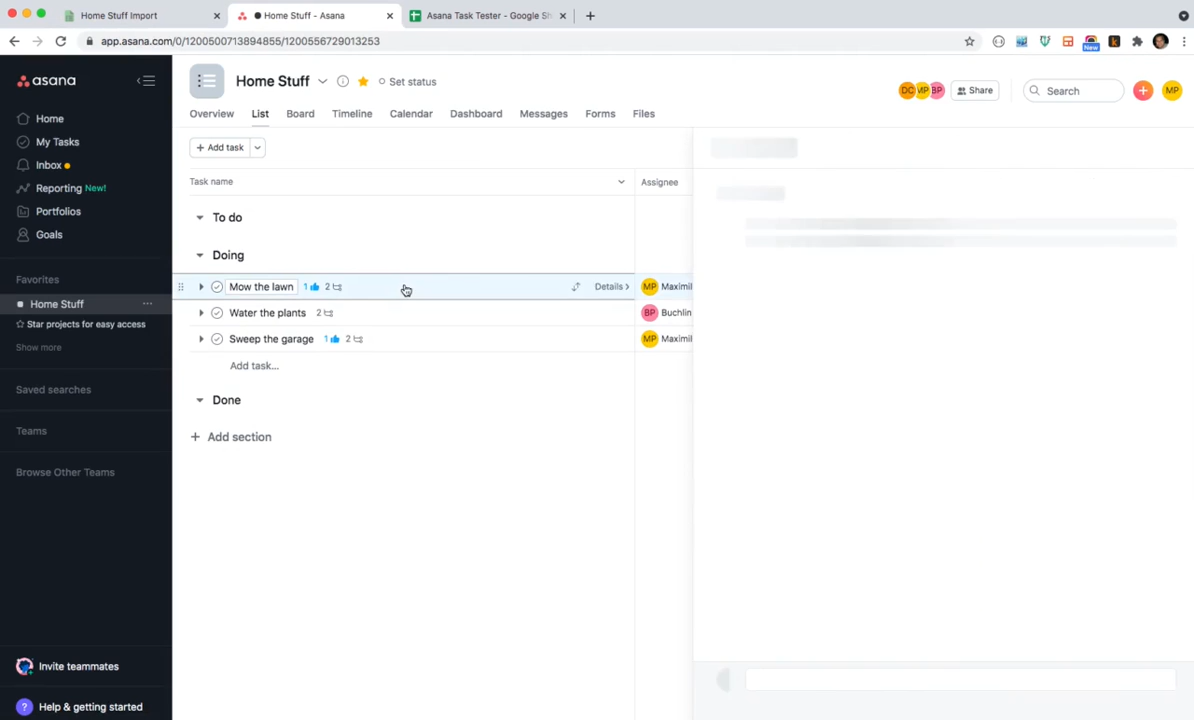 Home Stuff Import
Home Stuff - Asana
Asana Task Tester - Google Sh
app.asana.com/0/1200500713894855/1200556729013253
New
asana
Home
My Tasks
Inbox
Reporting New!
Portfolios
Goals
Favorites
Home Stuff
Star projects for easy access
Show more
Saved searches
Teams
Browse Other Teams
Invite teammates
? Help & getting started
Home Stuff
Set status
DC MP BP
Share
Search
MP
Overview List Board Timeline Calendar Dashboard Messages Forms Files
+ Add task
Task name
Assignee
To do
Doing
Mow the lawn 1 2 Details > MP Maximil
Water the plants 2 BP Buchlin
Sweep the garage 1 2 MP Maximil
Add task...
Done
+ Add section